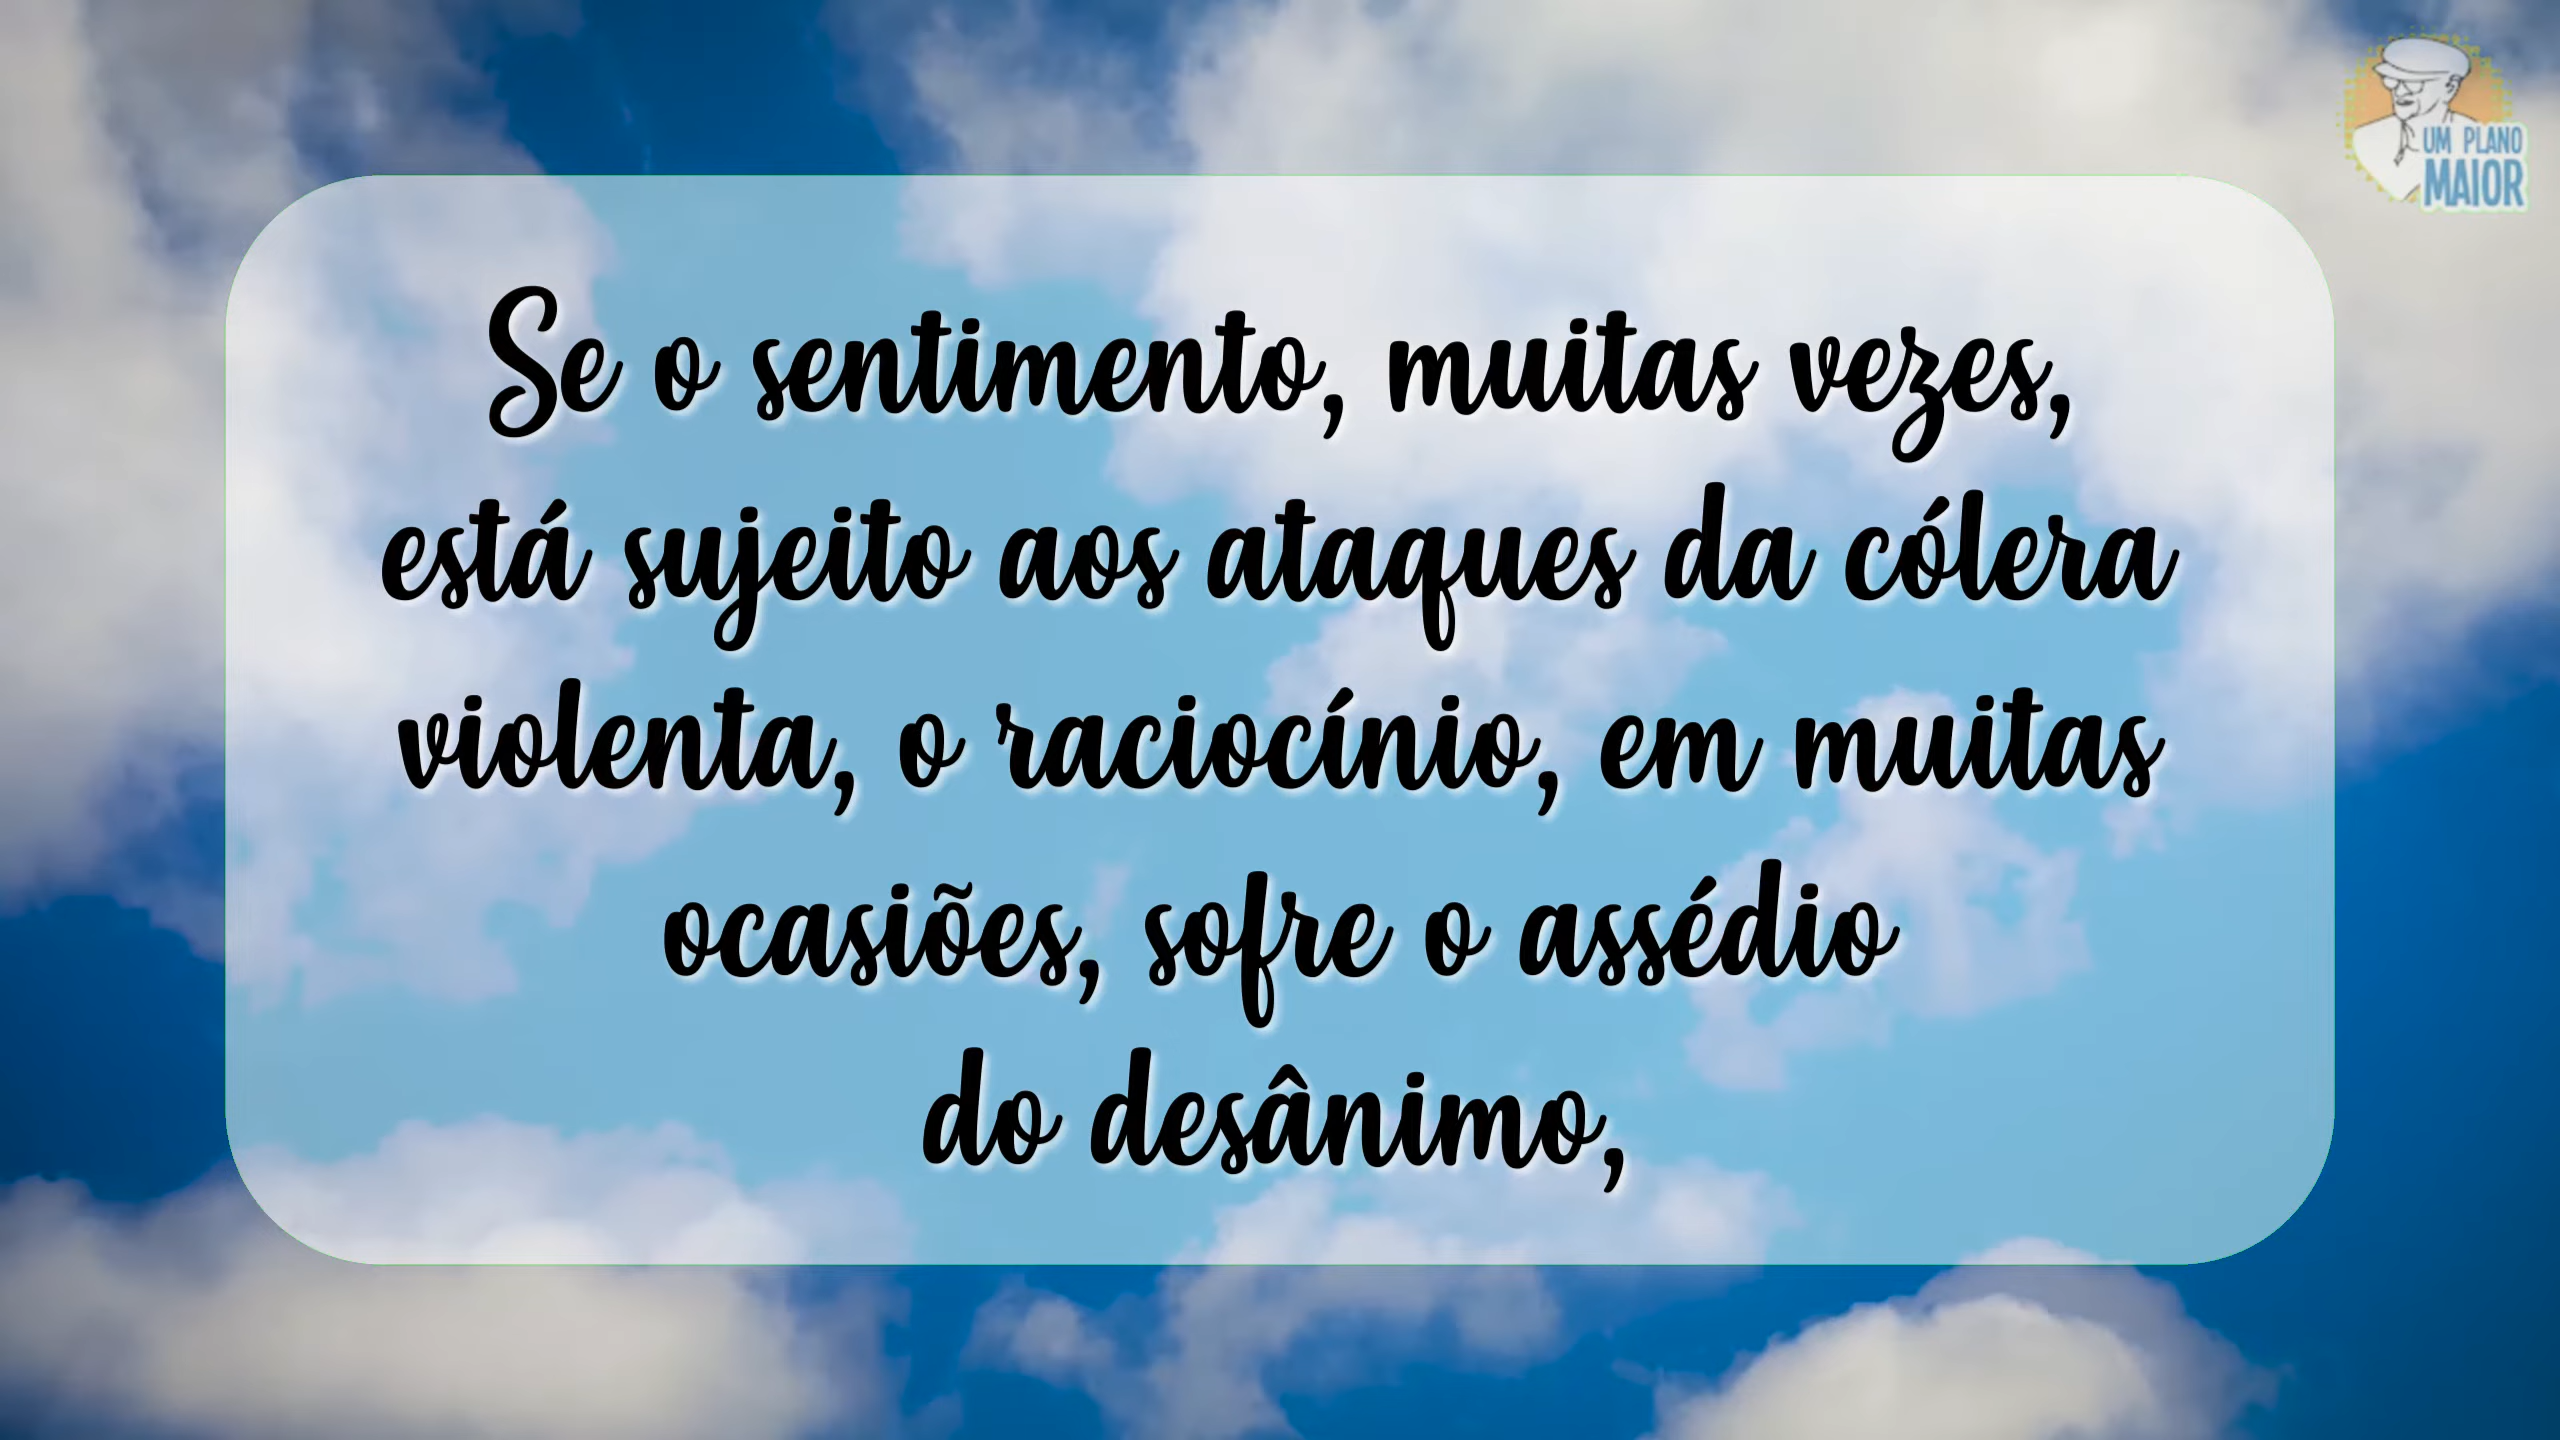 UM PLANO
MAIOR
Se o sentimento, muitas vezes,
está sujeito aos ataques da cólera
violenta, o raciocínio, em muitas
ocasiões, sofre o assédio
do desânimo,